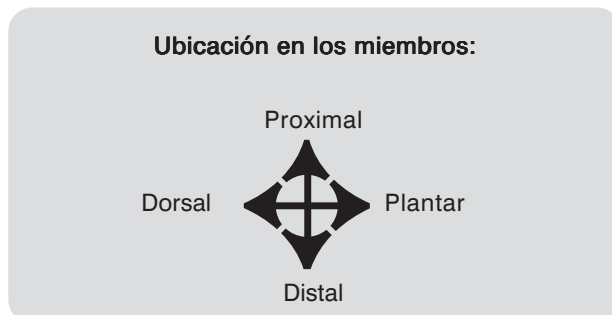 Ubicación en los miembros:
Proximal
Dorsal
Plantar
Distal